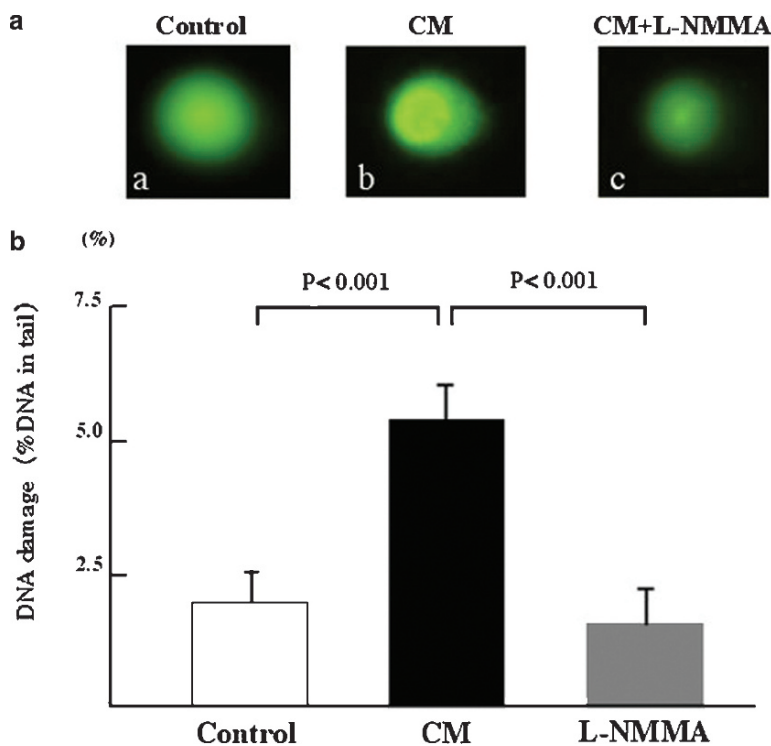 a
Control CM CM+L-NMMA
a b c
b (%)
P< 0.001 P< 0.001
7.5
5.0
2.5
DNA damage (%DNA in tail)
Control CM L-NMMA